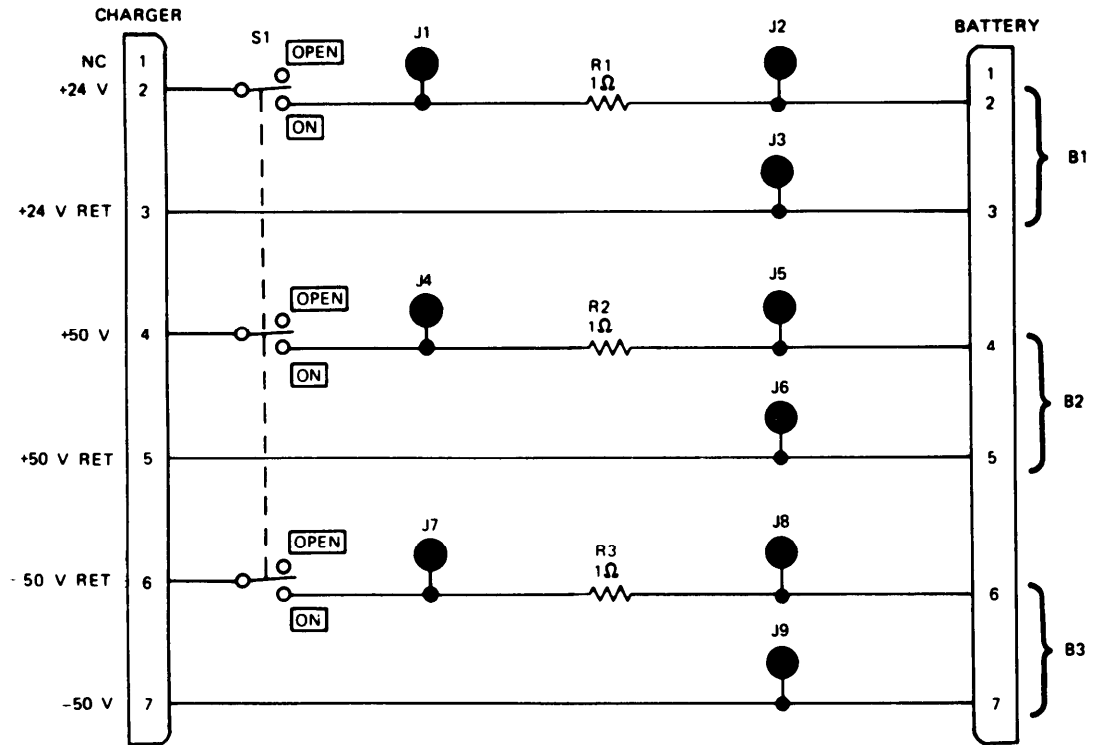 CHARGER
BATTERY
S1
OPEN
J1
J2
NC 1
1
+24 V 2
R1
1Ω
2
ON
J3
B1
+24 V RET 3
3
OPEN
J4
J5
R2
1Ω
+50 V 4
4
ON
J6
B2
+50 V RET 5
5
OPEN
J7
J8
R3
1Ω
-50 V RET 6
6
ON
J9
B3
-50 V 7
7